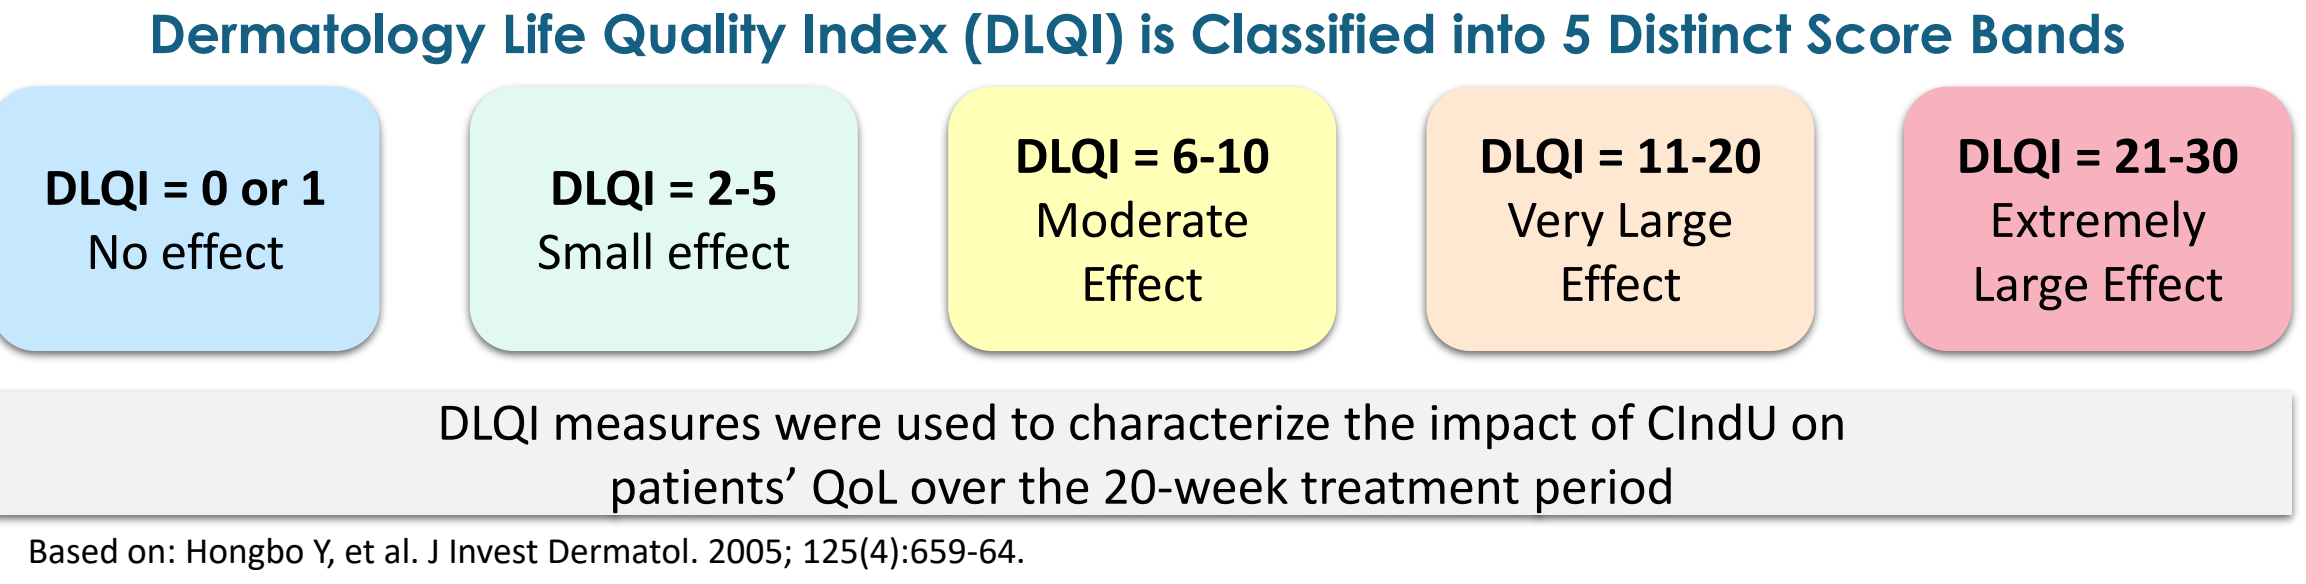 Dermatology Life Quality Index (DLQI) is Classified into 5 Distinct Score Bands
DLQI = 0 or 1
No effect
DLQI = 2-5
Small effect
DLQI = 6-10
Moderate
Effect
DLQI = 11-20
Very Large
Effect
DLQI = 21-30
Extremely
Large Effect
DLQI measures were used to characterize the impact of CIndU on
patients’ QoL over the 20-week treatment period
Based on: Hongbo Y, et al. J Invest Dermatol. 2005; 125(4):659-64.